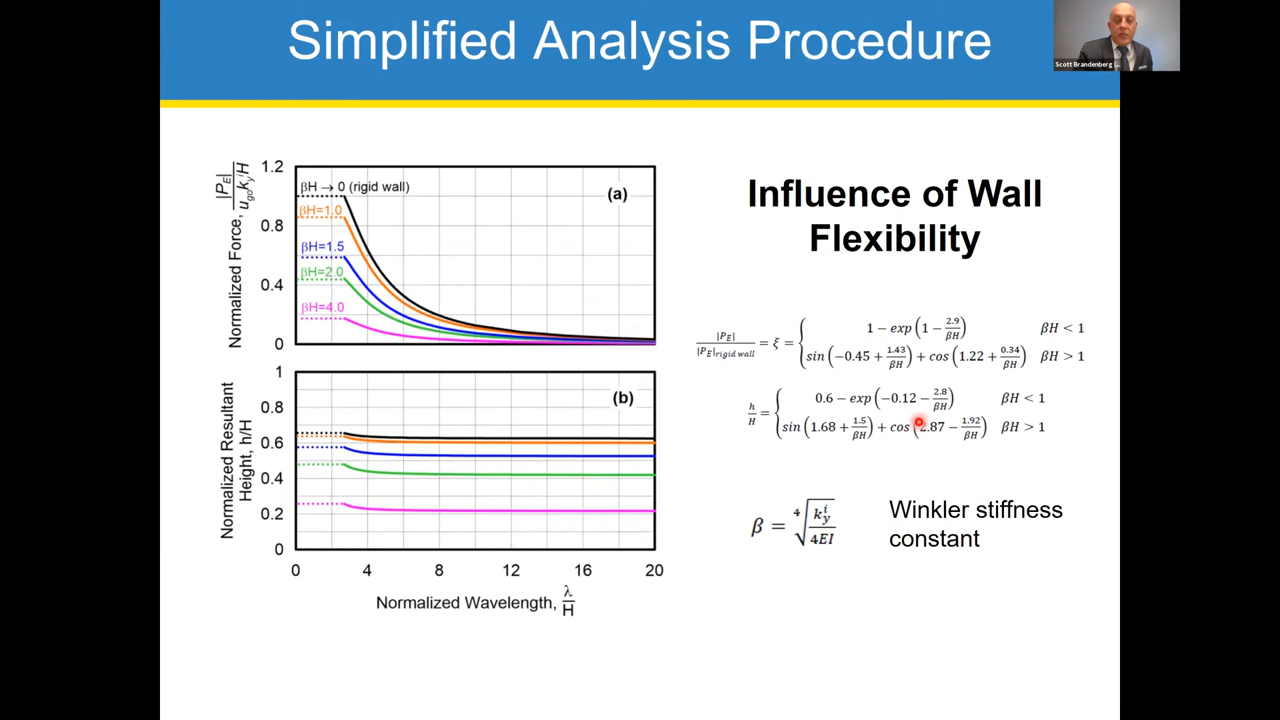 Simplified Analysis Procedure
Scott Brandenberg
Normalized Force, |P_E| / u_{go}k_y^iH
1.2
0.8
0.4
0
βH → 0 (rigid wall)
βH=1.0
βH=1.5
βH=2.0
βH=4.0
(a)
Normalized Resultant
Height, h/H
1
0.8
0.6
0.4
0.2
0
(b)
0 4 8 12 16 20
Normalized Wavelength, λ/H
Influence of Wall
Flexibility
|P_E| / |P_E|_{rigid wall} = ξ = {
1 − exp(1 − 2.9/βH) βH < 1
sin(−0.45 + 1.43/βH) + cos(1.22 + 0.34/βH) βH > 1
h/H = {
0.6 − exp(−0.12 − 2.8/βH) βH < 1
sin(1.68 + 1.5/βH) + cos(2.87 − 1.92/βH) βH > 1
β = ∜(k_y^i / 4EI)
Winkler stiffness
constant